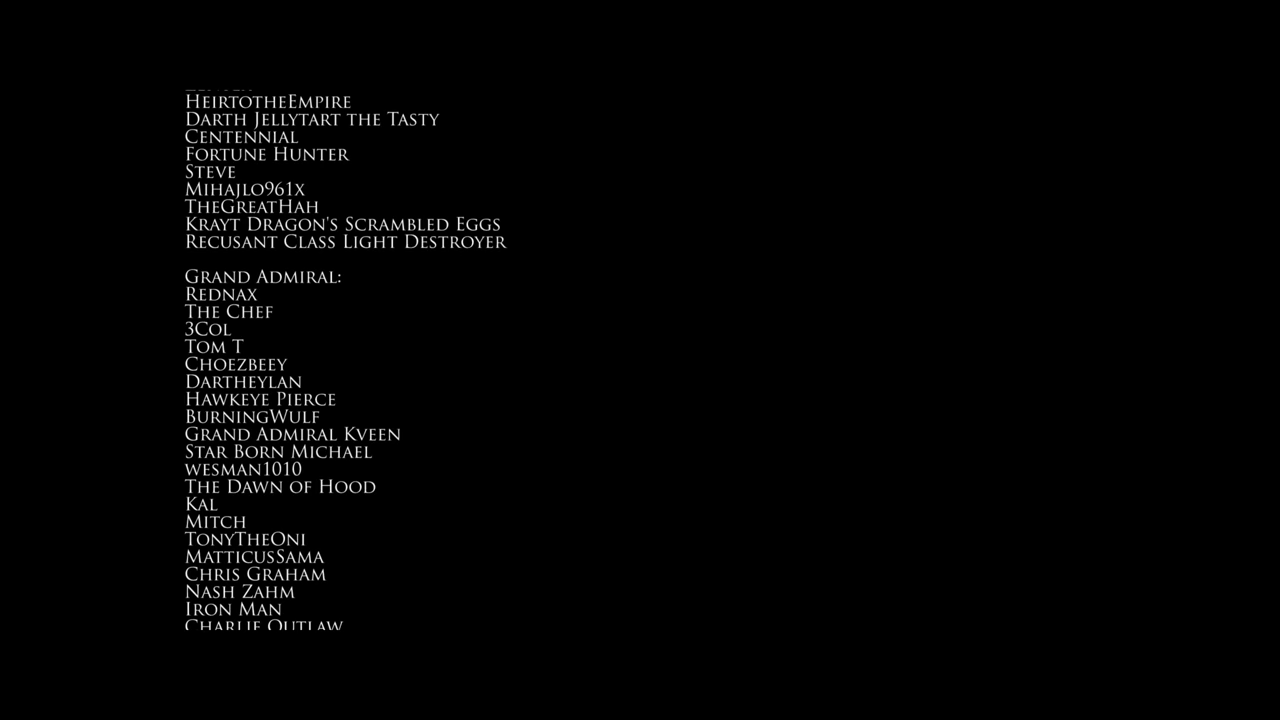 HeirtotheEmpire
Darth Jellytart the Tasty
Centennial
Fortune Hunter
Steve
Mihajlo961x
TheGreatHah
Krayt Dragon's Scrambled Eggs
Recusant Class Light Destroyer
Grand Admiral:
Rednax
The Chef
3Col
Tom T
Choezbeey
Dartheylan
Hawkeye Pierce
BurningWulf
Grand Admiral Kveen
Star Born Michael
wesman1010
The Dawn of Hood
Kal
Mitch
TonyTheOni
MatticusSama
Chris Graham
Nash Zahm
Iron Man
Charlie Outlaw